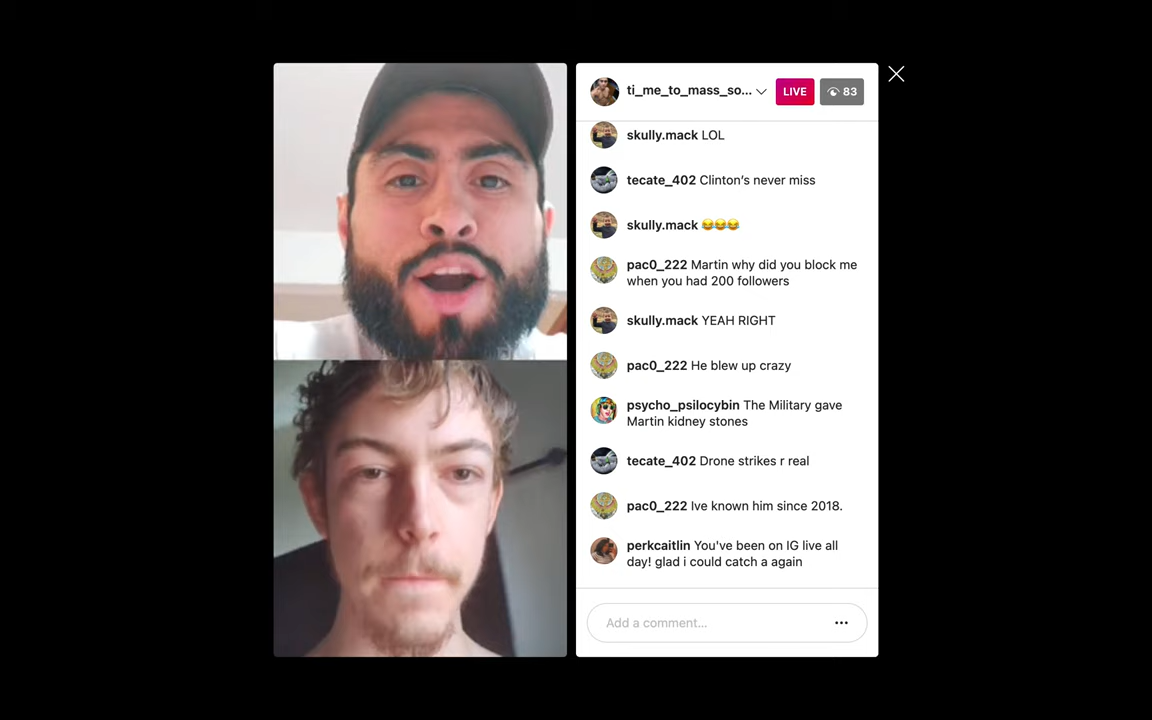 ti_me_to_mass_so... LIVE 83
skully.mack LOL
tecate_402 Clinton's never miss
skully.mack 😂😂😂
pac0_222 Martin why did you block me
when you had 200 followers
skully.mack YEAH RIGHT
pac0_222 He blew up crazy
psycho_psilocybin The Military gave
Martin kidney stones
tecate_402 Drone strikes r real
pac0_222 Ive known him since 2018.
perkcaitlin You've been on IG live all
day! glad i could catch a again
Add a comment...